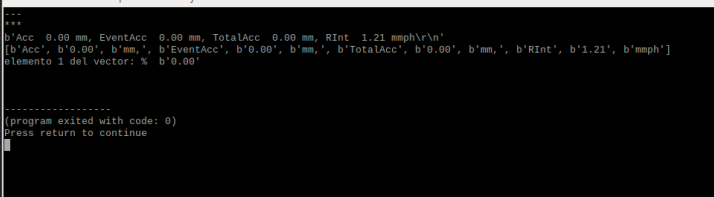 ---
***
b'Acc  0.00 mm, EventAcc  0.00 mm, TotalAcc  0.00 mm, RInt  1.21 mmph\r\n'
[b'Acc', b'0.00', b'mm,', b'EventAcc', b'0.00', b'mm,', b'TotalAcc', b'0.00', b'mm,', b'RInt', b'1.21', b'mmph']
elemento 1 del vector: %  b'0.00'
------------------
(program exited with code: 0)
Press return to continue